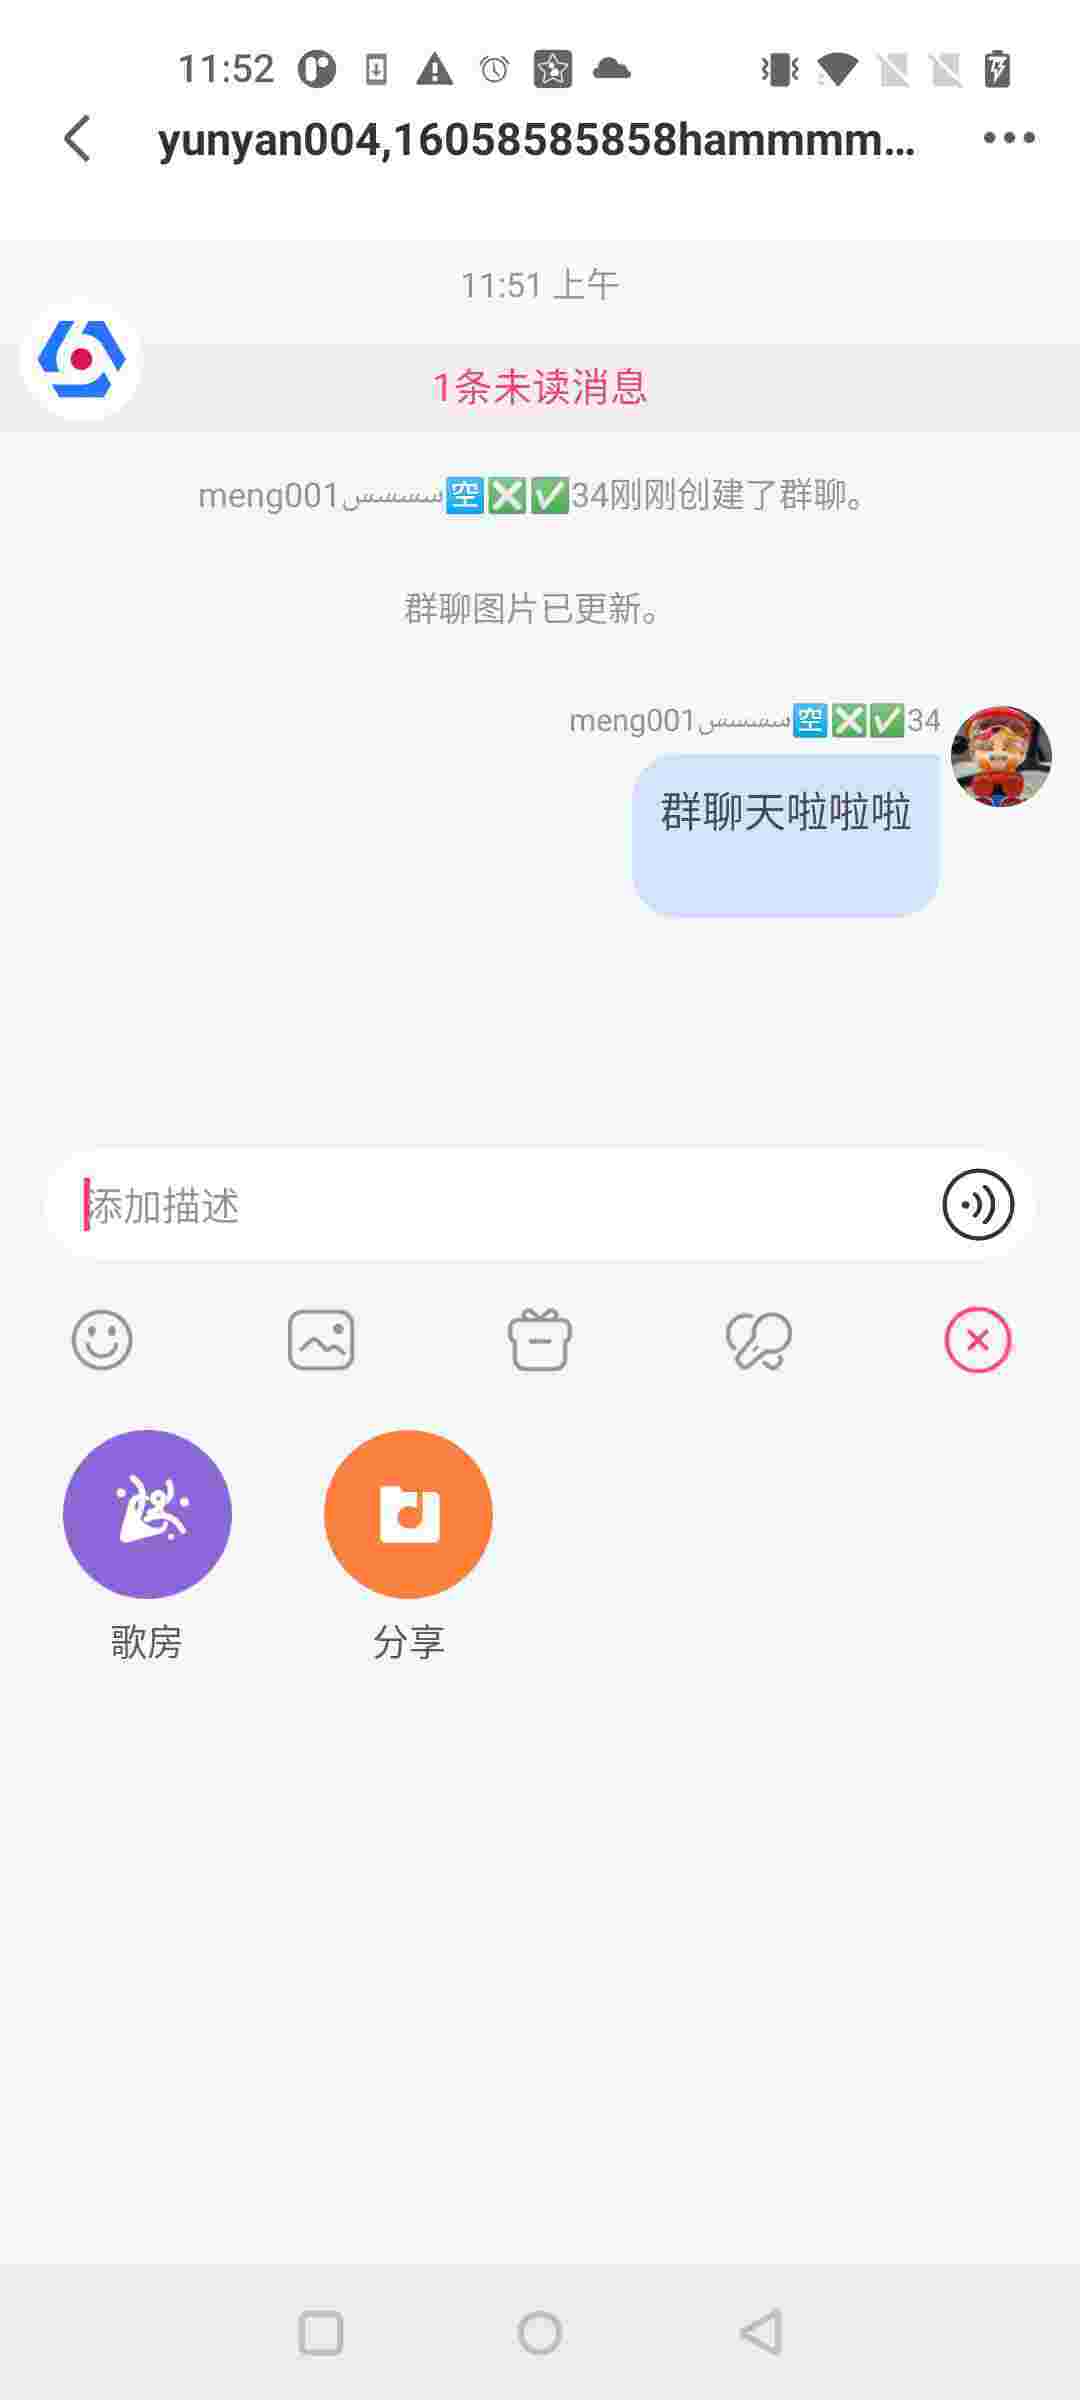 11:52
yunyan004,16058585858hammmm...
11:51 上午
1条未读消息
meng001سسسس🈳❎✅34刚刚创建了群聊。
群聊图片已更新。
meng001سسسس🈳❎✅34
群聊天啦啦啦
添加描述
歌房
分享